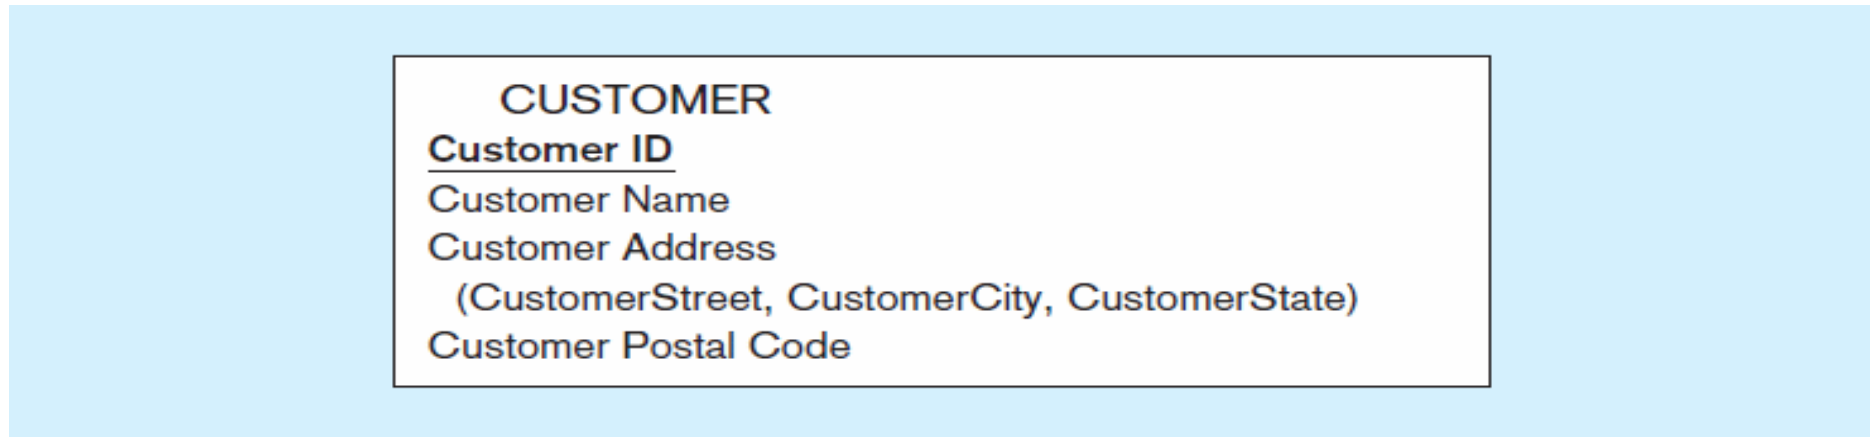 CUSTOMER
Customer ID
Customer Name
Customer Address
(CustomerStreet, CustomerCity, CustomerState)
Customer Postal Code